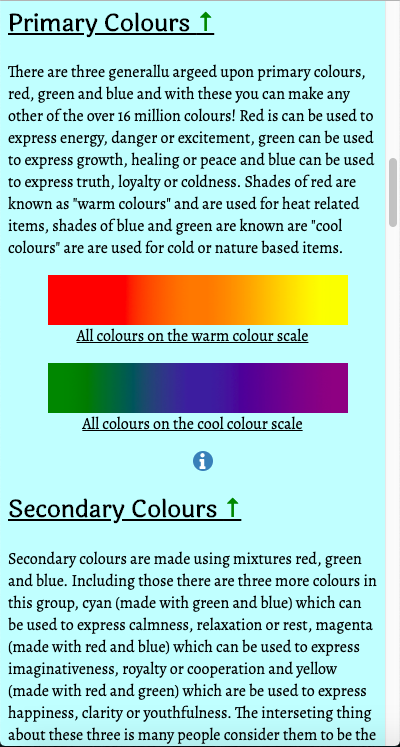 Primary Colours ↑
There are three generallu argeed upon primary colours,
red, green and blue and with these you can make any
other of the over 16 million colours! Red is can be used to
express energy, danger or excitement, green can be used
to express growth, healing or peace and blue can be used
to express truth, loyalty or coldness. Shades of red are
known as "warm colours" and are used for heat related
items, shades of blue and green are known are "cool
colours" are are used for cold or nature based items.
All colours on the warm colour scale
All colours on the cool colour scale
i
Secondary Colours ↑
Secondary colours are made using mixtures red, green
and blue. Including those there are three more colours in
this group, cyan (made with green and blue) which can
be used to express calmness, relaxation or rest, magenta
(made with red and blue) which can be used to express
imaginativeness, royalty or cooperation and yellow
(made with red and green) which are be used to express
happiness, clarity or youthfulness. The interseting thing
about these three is many people consider them to be the